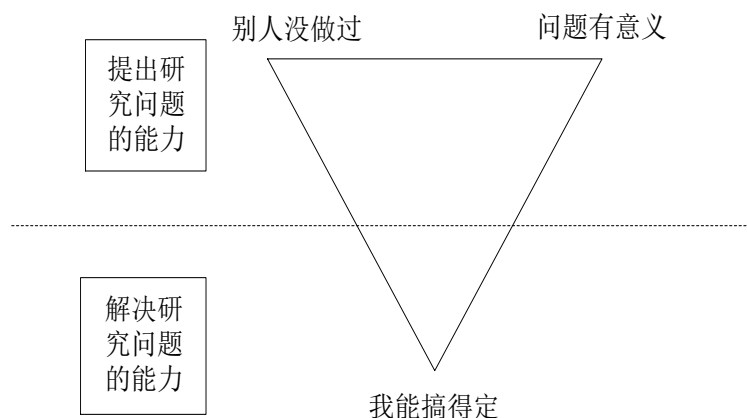 别人没做过
问题有意义
提出研
究问题
的能力
解决研
究问题
的能力
我能搞得定